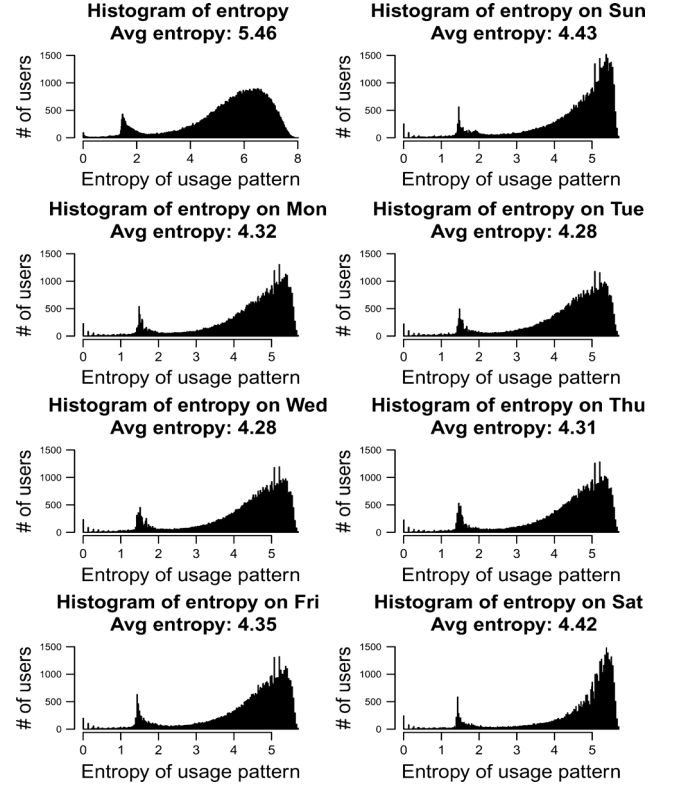 Histogram of entropy
Avg entropy: 5.46
# of users
1500
1000
500
0
0 2 4 6 8
Entropy of usage pattern
Histogram of entropy on Sun
Avg entropy: 4.43
# of users
1500
1000
500
0
0 1 2 3 4 5
Entropy of usage pattern
Histogram of entropy on Mon
Avg entropy: 4.32
# of users
1500
1000
500
0
0 1 2 3 4 5
Entropy of usage pattern
Histogram of entropy on Tue
Avg entropy: 4.28
# of users
1500
1000
500
0
0 1 2 3 4 5
Entropy of usage pattern
Histogram of entropy on Wed
Avg entropy: 4.28
# of users
1500
1000
500
0
0 1 2 3 4 5
Entropy of usage pattern
Histogram of entropy on Thu
Avg entropy: 4.31
# of users
1500
1000
500
0
0 1 2 3 4 5
Entropy of usage pattern
Histogram of entropy on Fri
Avg entropy: 4.35
# of users
1500
1000
500
0
0 1 2 3 4 5
Entropy of usage pattern
Histogram of entropy on Sat
Avg entropy: 4.42
# of users
1500
1000
500
0
0 1 2 3 4 5
Entropy of usage pattern